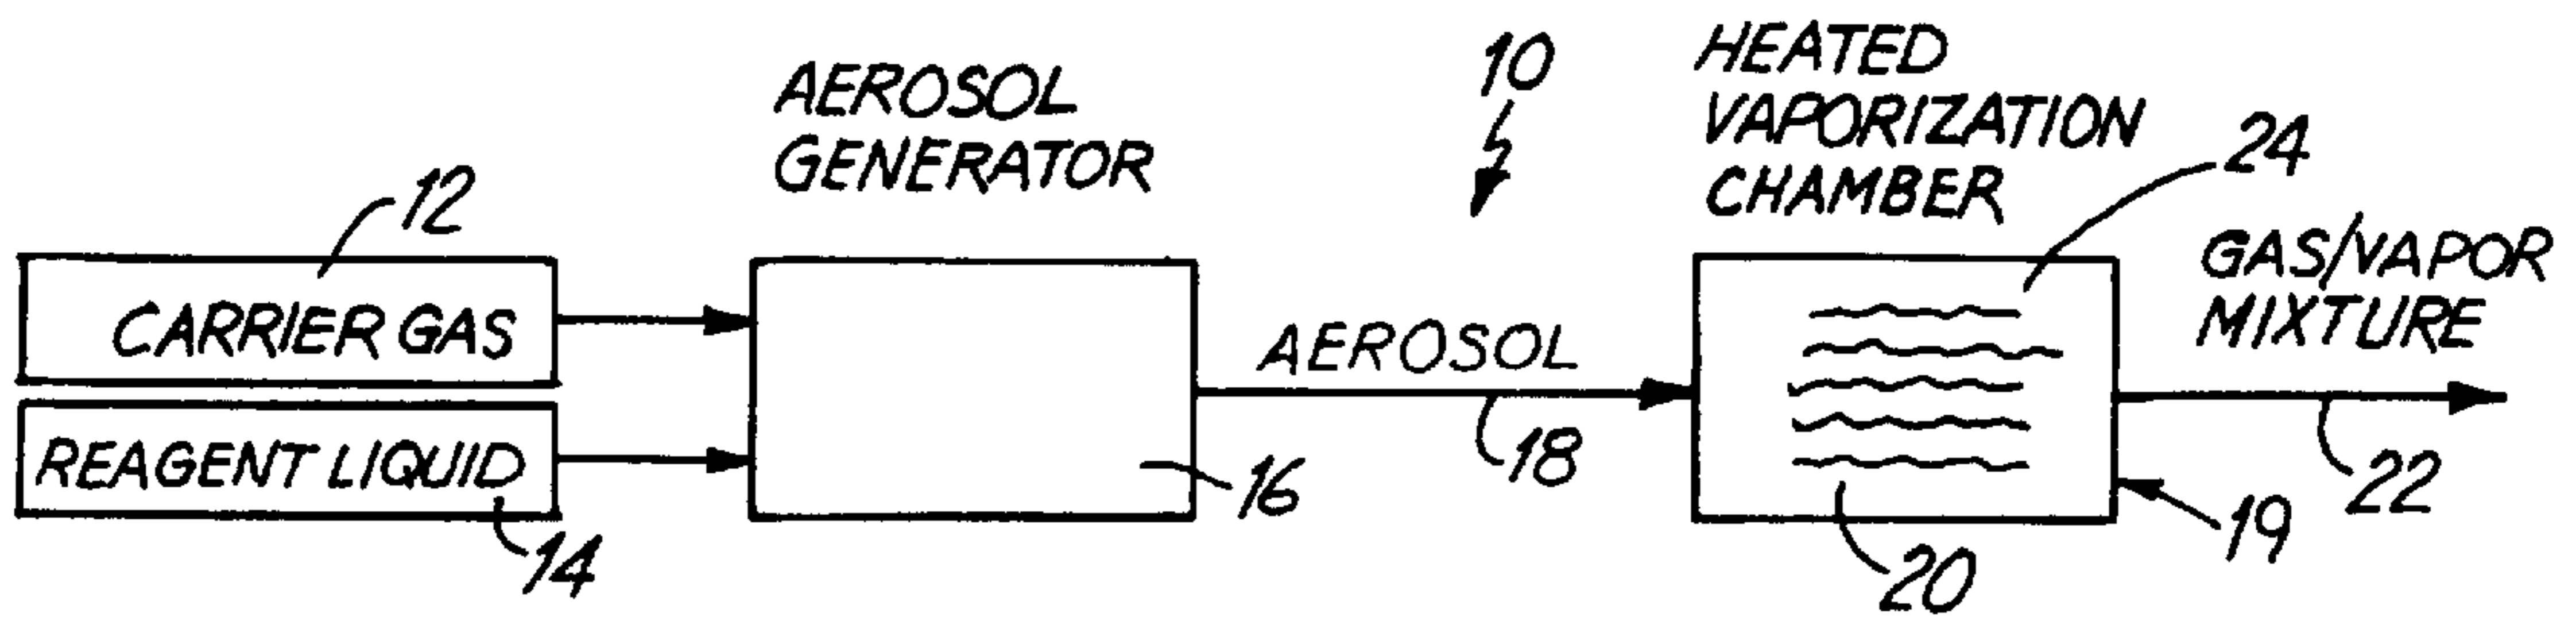 10
HEATED
VAPORIZATION
CHAMBER
AEROSOL
GENERATOR
24
12
GAS/VAPOR
MIXTURE
CARRIER GAS
AEROSOL
REAGENT LIQUID
18
16
22
19
14
20